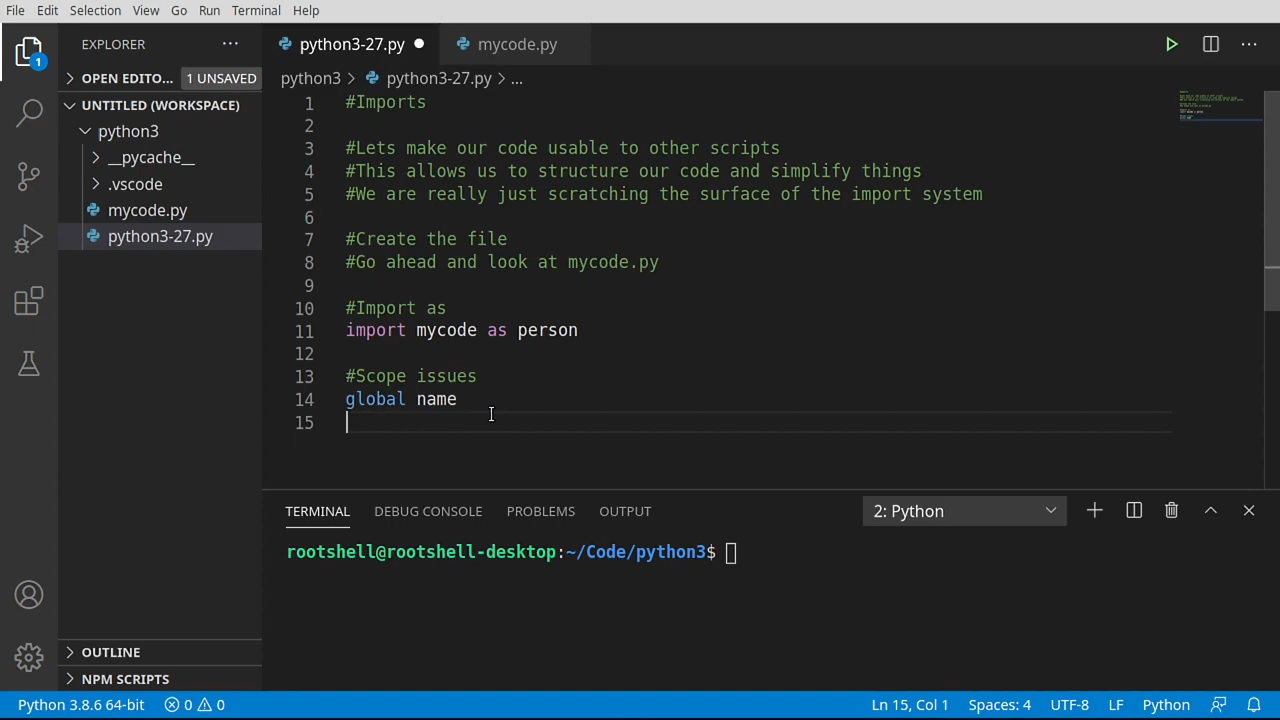 File Edit Selection View Go Run Terminal Help
EXPLORER ···
python3-27.py ●
mycode.py
···
1
OPEN EDITO... 1 UNSAVED
UNTITLED (WORKSPACE)
python3
__pycache__
.vscode
mycode.py
python3-27.py
OUTLINE
NPM SCRIPTS
python3 > python3-27.py > ...
1 #Imports
2
3 #Lets make our code usable to other scripts
4 #This allows us to structure our code and simplify things
5 #We are really just scratching the surface of the import system
6
7 #Create the file
8 #Go ahead and look at mycode.py
9
10 #Import as
11 import mycode as person
12
13 #Scope issues
14 global name
15
TERMINAL DEBUG CONSOLE PROBLEMS OUTPUT 2: Python
rootshell@rootshell-desktop:~/Code/python3$
Python 3.8.6 64-bit 0 0 Ln 15, Col 1 Spaces: 4 UTF-8 LF Python